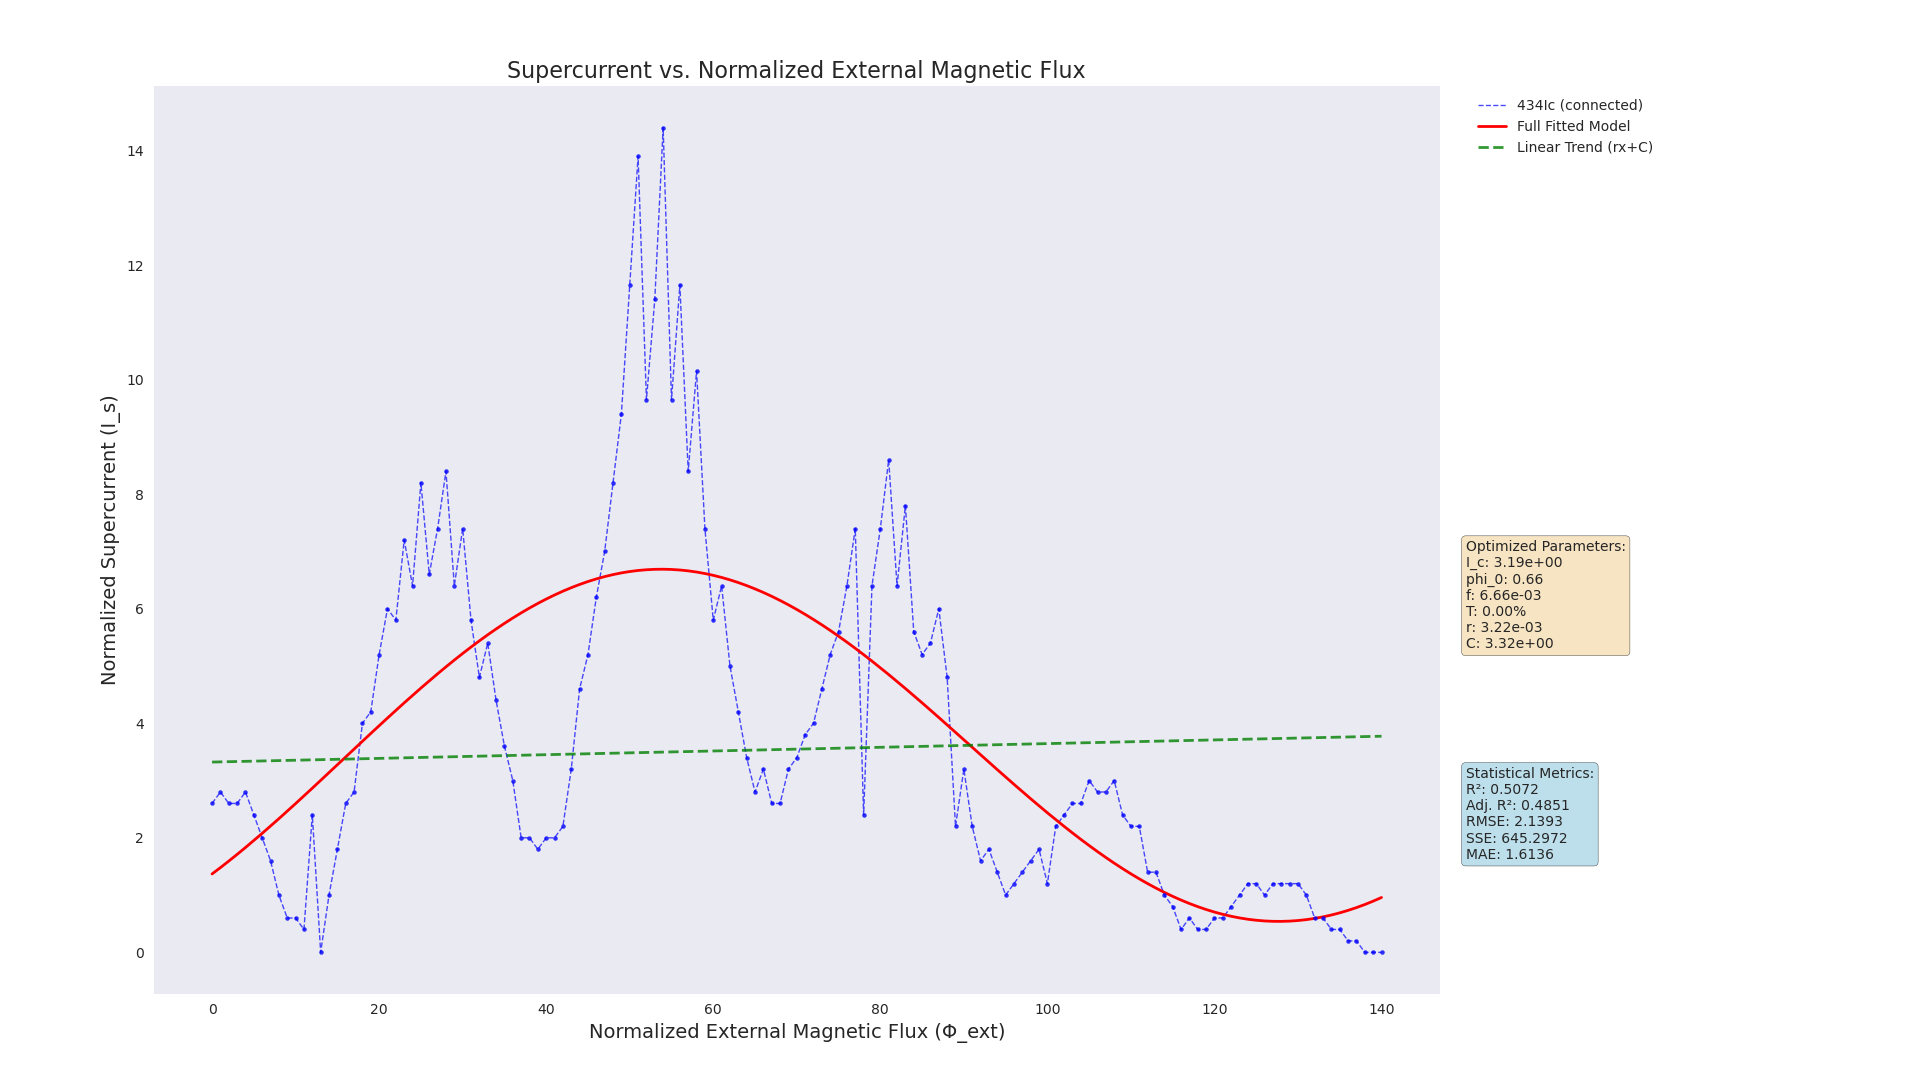 Supercurrent vs. Normalized External Magnetic Flux
434Ic (connected)
Full Fitted Model
Linear Trend (rx+C)
Normalized Supercurrent (I_s)
14
12
10
8
6
4
2
0
0 20 40 60 80 100 120 140
Normalized External Magnetic Flux (Φ_ext)
Optimized Parameters:
I_c: 3.19e+00
phi_0: 0.66
f: 6.66e-03
T: 0.00%
r: 3.22e-03
C: 3.32e+00
Statistical Metrics:
R²: 0.5072
Adj. R²: 0.4851
RMSE: 2.1393
SSE: 645.2972
MAE: 1.6136